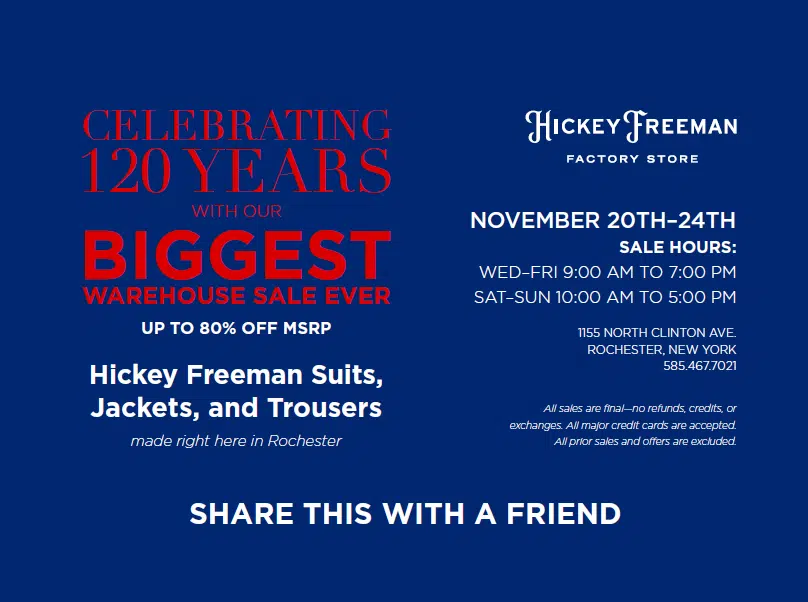 CELEBRATING
120 YEARS
WITH OUR
BIGGEST
WAREHOUSE SALE EVER
UP TO 80% OFF MSRP
Hickey Freeman Suits,
Jackets, and Trousers
made right here in Rochester
HICKEY FREEMAN
FACTORY STORE
NOVEMBER 20TH–24TH
SALE HOURS:
WED–FRI 9:00 AM TO 7:00 PM
SAT–SUN 10:00 AM TO 5:00 PM
1155 NORTH CLINTON AVE.
ROCHESTER, NEW YORK
585.467.7021
All sales are final—no refunds, credits, or
exchanges. All major credit cards are accepted.
All prior sales and offers are excluded.
SHARE THIS WITH A FRIEND